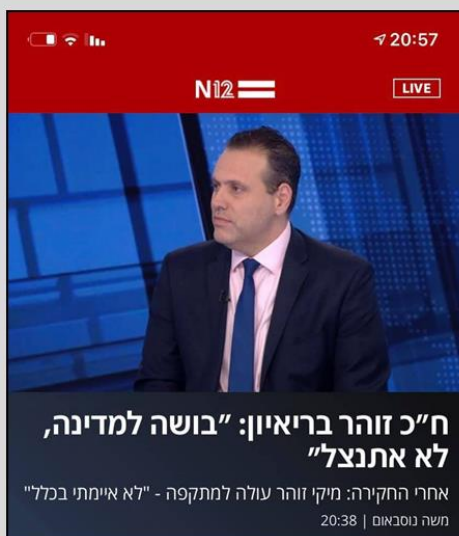 20:57
N12
LIVE
ח"כ זוהר בריאיון: "בושה למדינה,
לא אתנצל"
אחרי החקירה: מיקי זוהר עולה למתקפה - "לא איימתי בכלל"
משה נוסבאום | 20:38